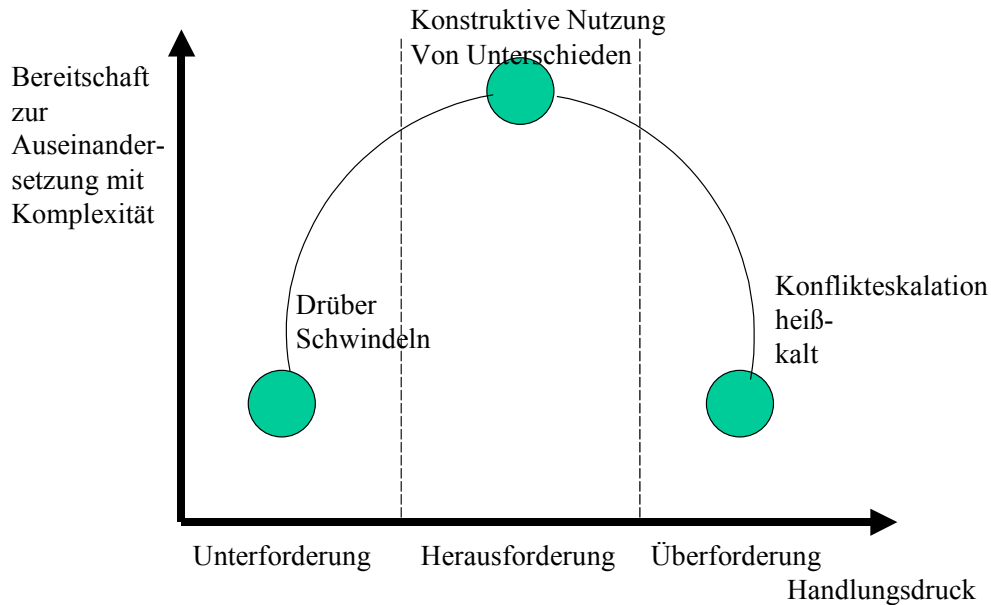 Konstruktive Nutzung
Von Unterschieden
Bereitschaft
zur
Auseinander-
setzung mit
Komplexität
Drüber
Schwindeln
Konflikteskalation
heiß-
kalt
Unterforderung
Herausforderung
Überforderung
Handlungsdruck